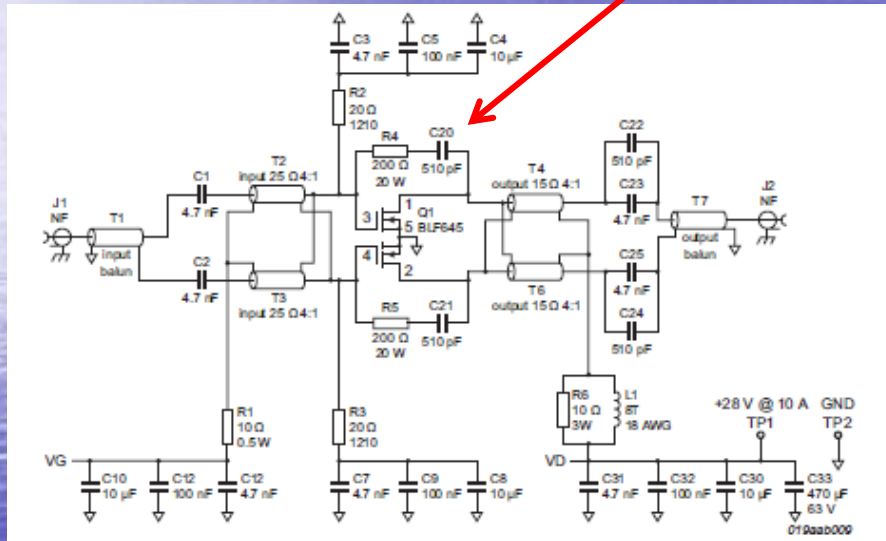 C3
4.7 nF
C5
100 nF
C4
10 µF
R2
20 Ω
1210
R4
200 Ω
20 W
C20
510 pF
C22
510 pF
J1
NF
T1
input
balun
C1
4.7 nF
C2
4.7 nF
T2
input 25 Ω 4:1
T3
input 25 Ω 4:1
3
1
5
4
2
Q1
BLF645
T4
output 15 Ω 4:1
T6
output 15 Ω 4:1
C23
4.7 nF
C25
4.7 nF
C24
510 pF
T7
output
balun
J2
NF
R5
200 Ω
20 W
C21
510 pF
R1
10 Ω
0.5 W
R3
20 Ω
1210
R6
10 Ω
3W
L1
8T
18 AWG
+28 V @ 10 A
TP1
GND
TP2
VG
C10
10 µF
C12
100 nF
C12
4.7 nF
C7
4.7 nF
C9
100 nF
C8
10 µF
VD
C31
4.7 nF
C32
100 nF
C30
10 µF
C33
470 µF
63 V
019aab009